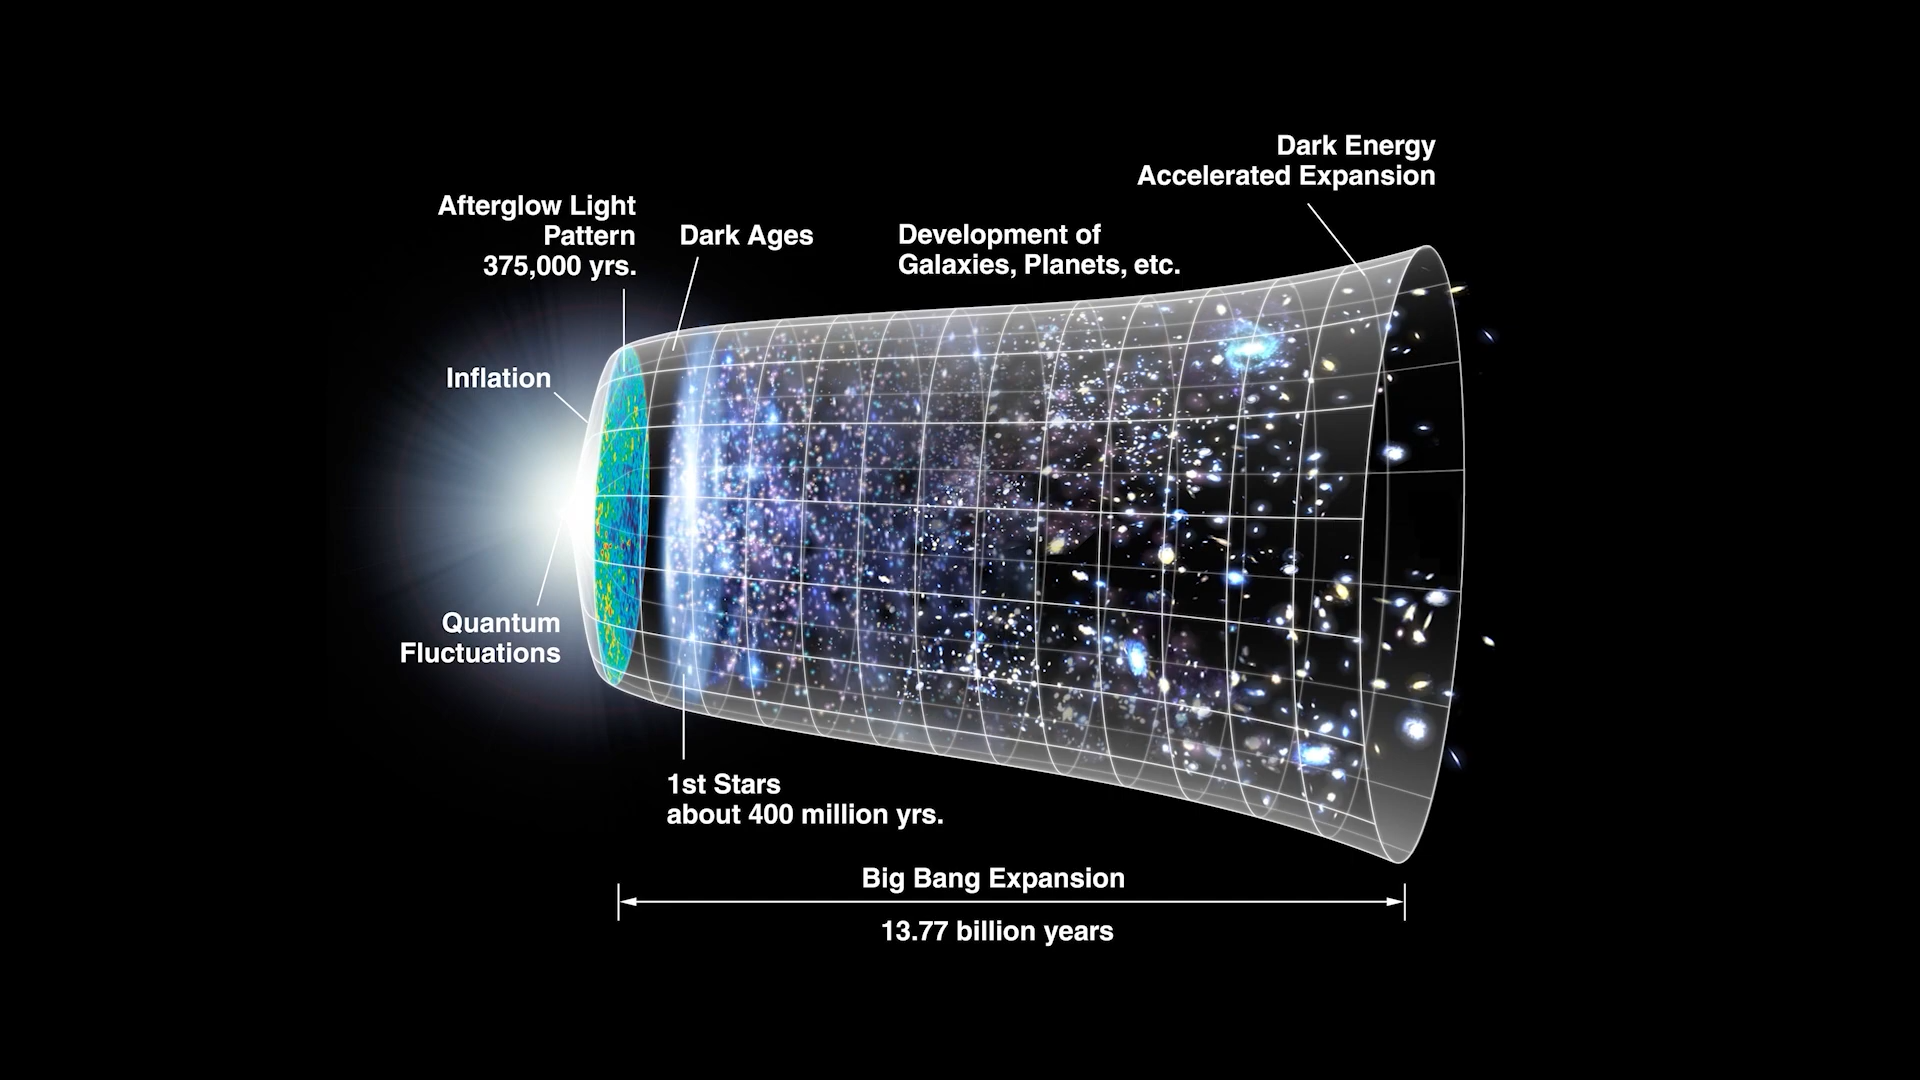 Dark Energy
Accelerated Expansion
Afterglow Light
Pattern
375,000 yrs.
Dark Ages
Development of
Galaxies, Planets, etc.
Inflation
Quantum
Fluctuations
1st Stars
about 400 million yrs.
Big Bang Expansion
13.77 billion years